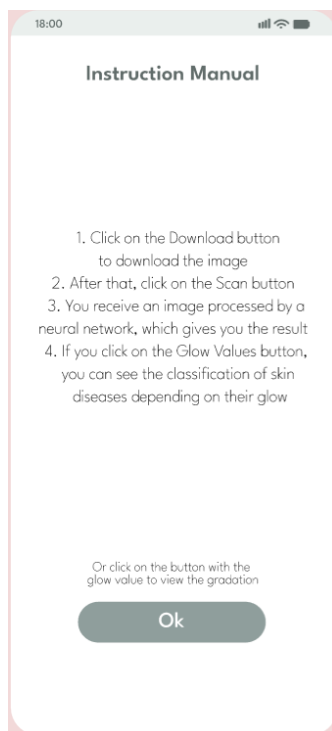 18:00
Instruction Manual
1. Click on the Download button
to download the image
2. After that, click on the Scan button
3. You receive an image processed by a
neural network, which gives you the result
4. If you click on the Glow Values button,
you can see the classification of skin
diseases depending on their glow
Or click on the button with the
glow value to view the gradation
Ok